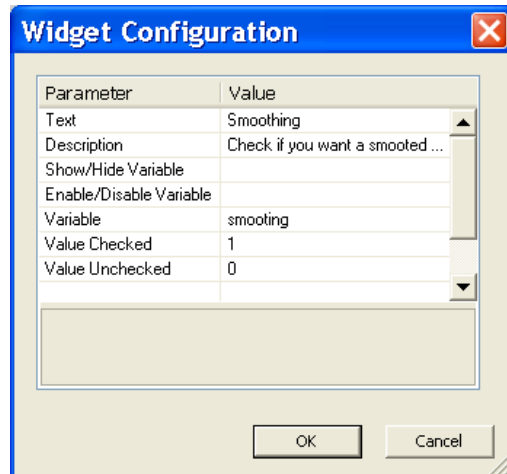 Widget Configuration
Parameter Value
Text Smoothing
Description Check if you want a smooted ...
Show/Hide Variable
Enable/Disable Variable
Variable smooting
Value Checked 1
Value Unchecked 0
OK Cancel